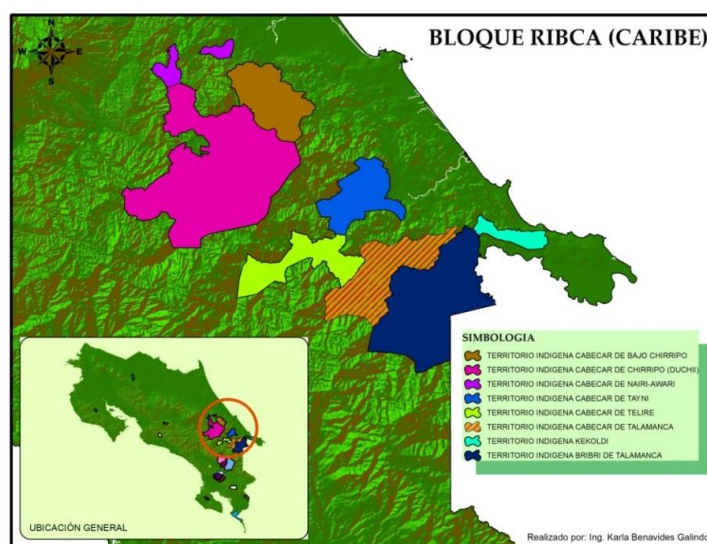 BLOQUE RIBCA (CARIBE)
N
W E
S
SIMBOLOGIA
TERRITORIO INDIGENA CABECAR DE BAJO CHIRRIPO
TERRITORIO INDIGENA CABECAR DE CHIRRIPO (DUCHII)
TERRITORIO INDIGENA CABECAR DE NAIRI-AWARI
TERRITORIO INDIGENA CABECAR DE TAYNI
TERRITORIO INDIGENA CABECAR DE TELIRE
TERRITORIO INDIGENA CABECAR DE TALAMANCA
TERRITORIO INDIGENA KEKOLDI
TERRITORIO INDIGENA BRIBRI DE TALAMANCA
UBICACIÓN GENERAL
Realizado por: Ing. Karla Benavides Galindo